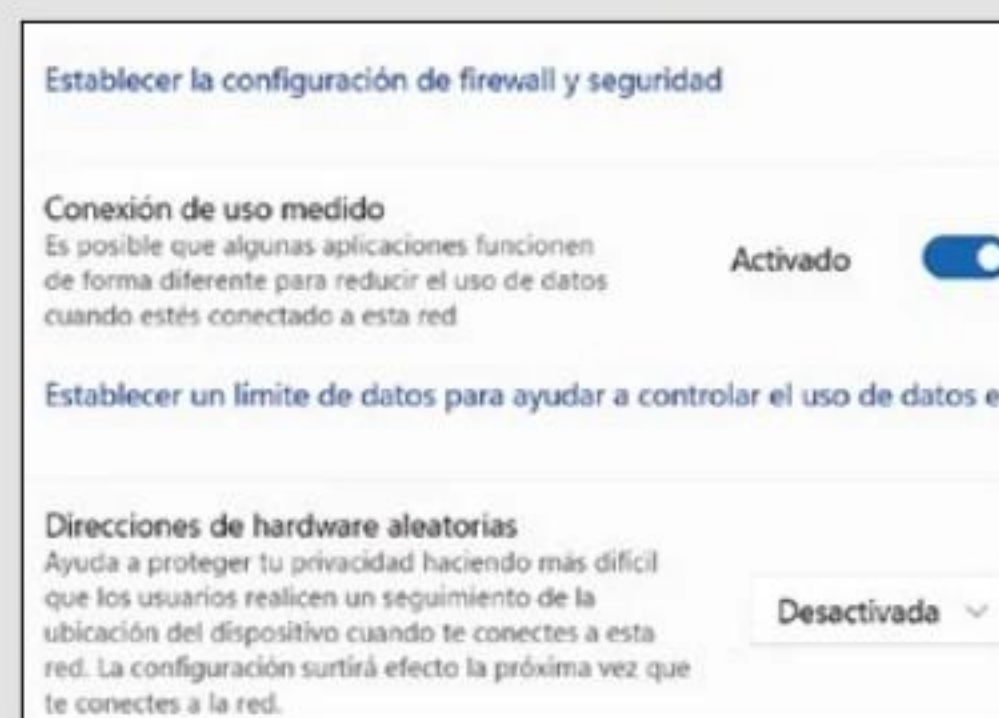 Establecer la configuración de firewall y seguridad
Conexión de uso medido
Es posible que algunas aplicaciones funcionen
de forma diferente para reducir el uso de datos
cuando estés conectado a esta red
Activado
Establecer un límite de datos para ayudar a controlar el uso de datos e
Direcciones de hardware aleatorias
Ayuda a proteger tu privacidad haciendo más difícil
que los usuarios realicen un seguimiento de la
ubicación del dispositivo cuando te conectes a esta
red. La configuración surtirá efecto la próxima vez que
te conectes a la red.
Desactivada